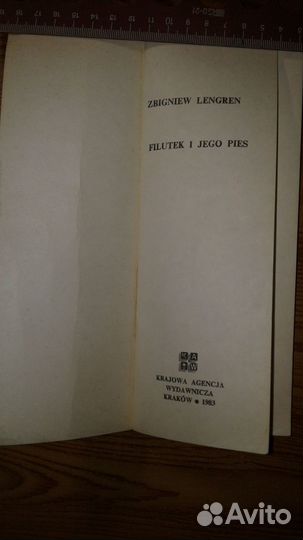 ZBIGNIEW LENGREN
FILUTEK I JEGO PIES
K A
W
KRAJOWA AGENCJA
WYDAWNICZA
KRAKÓW • 1983
Avito